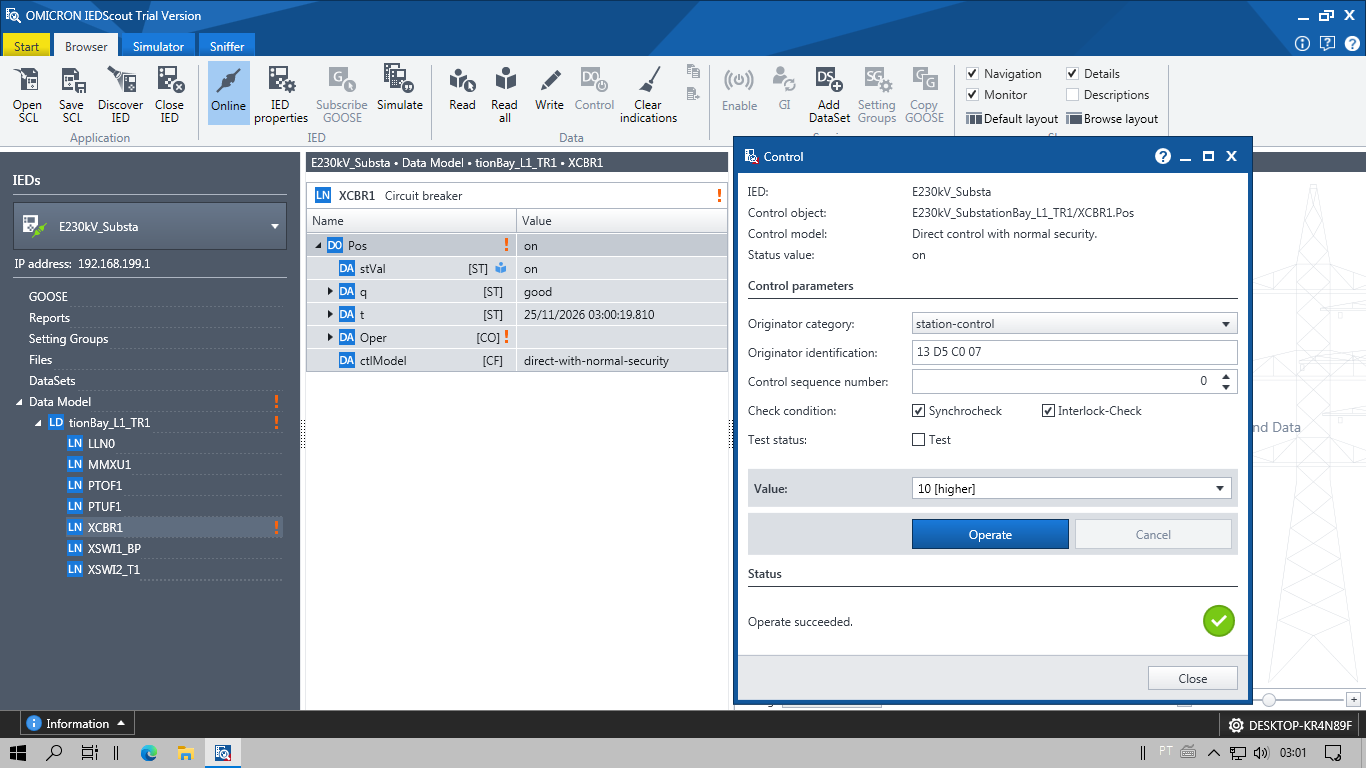 OMICRON IEDScout Trial Version
Start Browser Simulator Sniffer
Open SCL
Save SCL
Discover IED
Close IED
Application
Online
IED properties
Subscribe GOOSE
Simulate
IED
Read
Read all
Write
Control
Clear indications
Data
Enable
GI
Add DataSet
Setting Groups
Copy GOOSE
Navigation
Details
Monitor
Descriptions
Default layout
Browse layout
IEDs
E230kV_Substa
IP address: 192.168.199.1
GOOSE
Reports
Setting Groups
Files
DataSets
Data Model
LD tionBay_L1_TR1
LN LLN0
LN MMXU1
LN PTOF1
LN PTUF1
LN XCBR1
LN XSWI1_BP
LN XSWI2_T1
E230kV_Substa • Data Model • tionBay_L1_TR1 • XCBR1
LN XCBR1 Circuit breaker
Name Value
DO Pos on
DA stVal [ST] on
DA q [ST] good
DA t [ST] 25/11/2026 03:00:19.810
DA Oper [CO]
DA ctlModel [CF] direct-with-normal-security
Control
IED: E230kV_Substa
Control object: E230kV_SubstationBay_L1_TR1/XCBR1.Pos
Control model: Direct control with normal security.
Status value: on
Control parameters
Originator category: station-control
Originator identification: 13 D5 C0 07
Control sequence number: 0
Check condition: Synchrocheck Interlock-Check
Test status: Test
Value: 10 [higher]
Operate Cancel
Status
Operate succeeded.
Close
nd Data
Information
DESKTOP-KR4N89F
PT
03:01